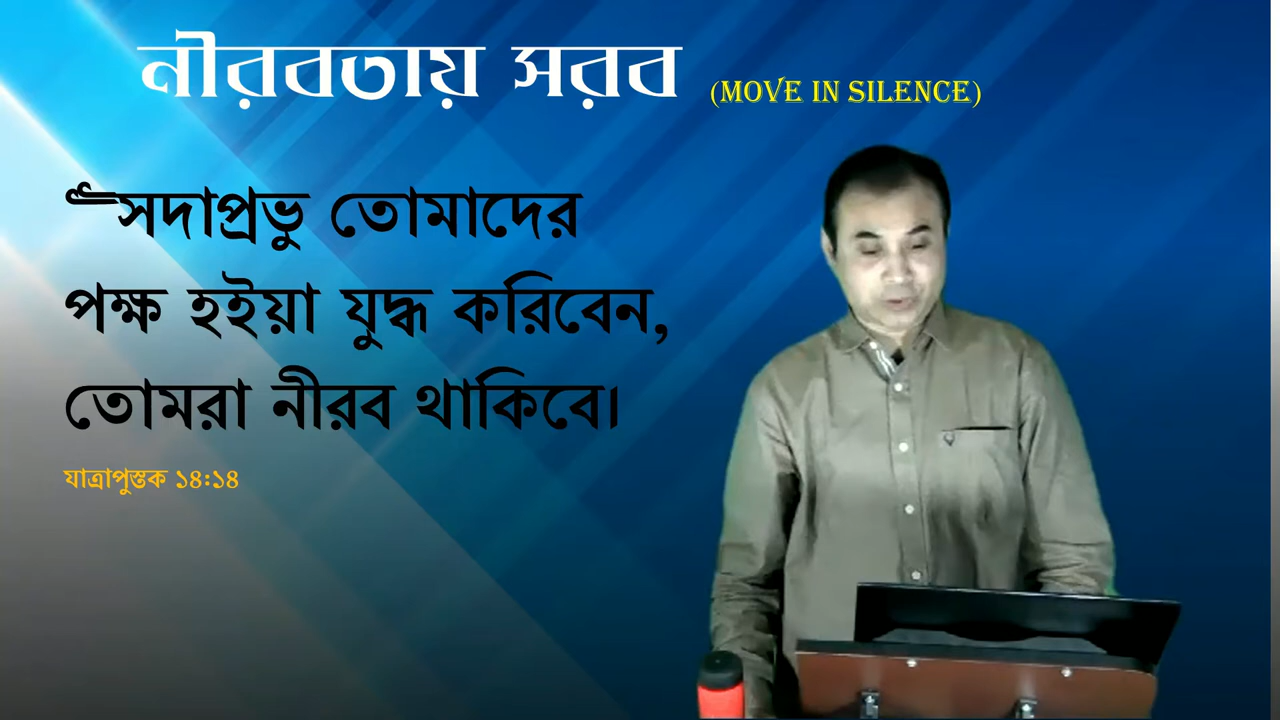 নীরবতায় সরব (MOVE IN SILENCE)
সদাপ্রভু তোমাদের
পক্ষ হইয়া যুদ্ধ করিবেন,
তোমরা নীরব থাকিবে।
যাত্রাপুস্তক ১৪:১৪